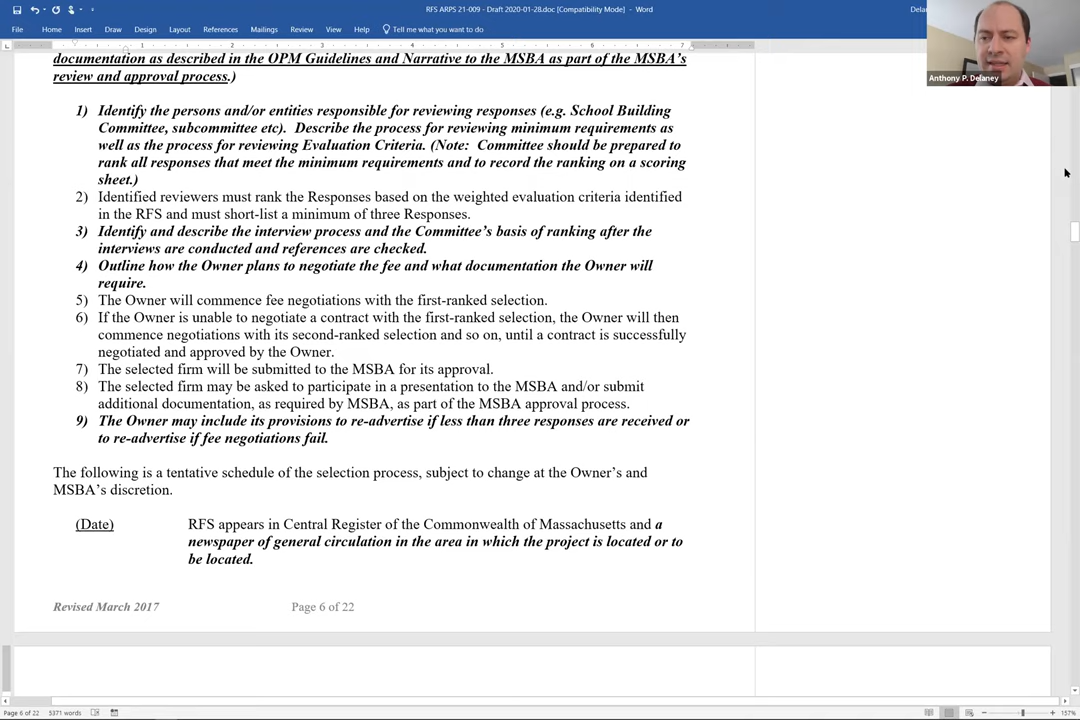 RFS ARPS 21-009 - Draft 2020-01-28.doc [Compatibility Mode] - Word
File Home Insert Draw Design Layout References Mailings Review View Help Tell me what you want to do
Anthony P. Delaney
documentation as described in the OPM Guidelines and Narrative to the MSBA as part of the MSBA's
review and approval process.)
1) Identify the persons and/or entities responsible for reviewing responses (e.g. School Building
Committee, subcommittee etc). Describe the process for reviewing minimum requirements as
well as the process for reviewing Evaluation Criteria. (Note: Committee should be prepared to
rank all responses that meet the minimum requirements and to record the ranking on a scoring
sheet.)
2) Identified reviewers must rank the Responses based on the weighted evaluation criteria identified
in the RFS and must short-list a minimum of three Responses.
3) Identify and describe the interview process and the Committee's basis of ranking after the
interviews are conducted and references are checked.
4) Outline how the Owner plans to negotiate the fee and what documentation the Owner will
require.
5) The Owner will commence fee negotiations with the first-ranked selection.
6) If the Owner is unable to negotiate a contract with the first-ranked selection, the Owner will then
commence negotiations with its second-ranked selection and so on, until a contract is successfully
negotiated and approved by the Owner.
7) The selected firm will be submitted to the MSBA for its approval.
8) The selected firm may be asked to participate in a presentation to the MSBA and/or submit
additional documentation, as required by MSBA, as part of the MSBA approval process.
9) The Owner may include its provisions to re-advertise if less than three responses are received or
to re-advertise if fee negotiations fail.
The following is a tentative schedule of the selection process, subject to change at the Owner's and
MSBA's discretion.
(Date) RFS appears in Central Register of the Commonwealth of Massachusetts and a
newspaper of general circulation in the area in which the project is located or to
be located.
Revised March 2017 Page 6 of 22
Page 6 of 22 5371 words 157%